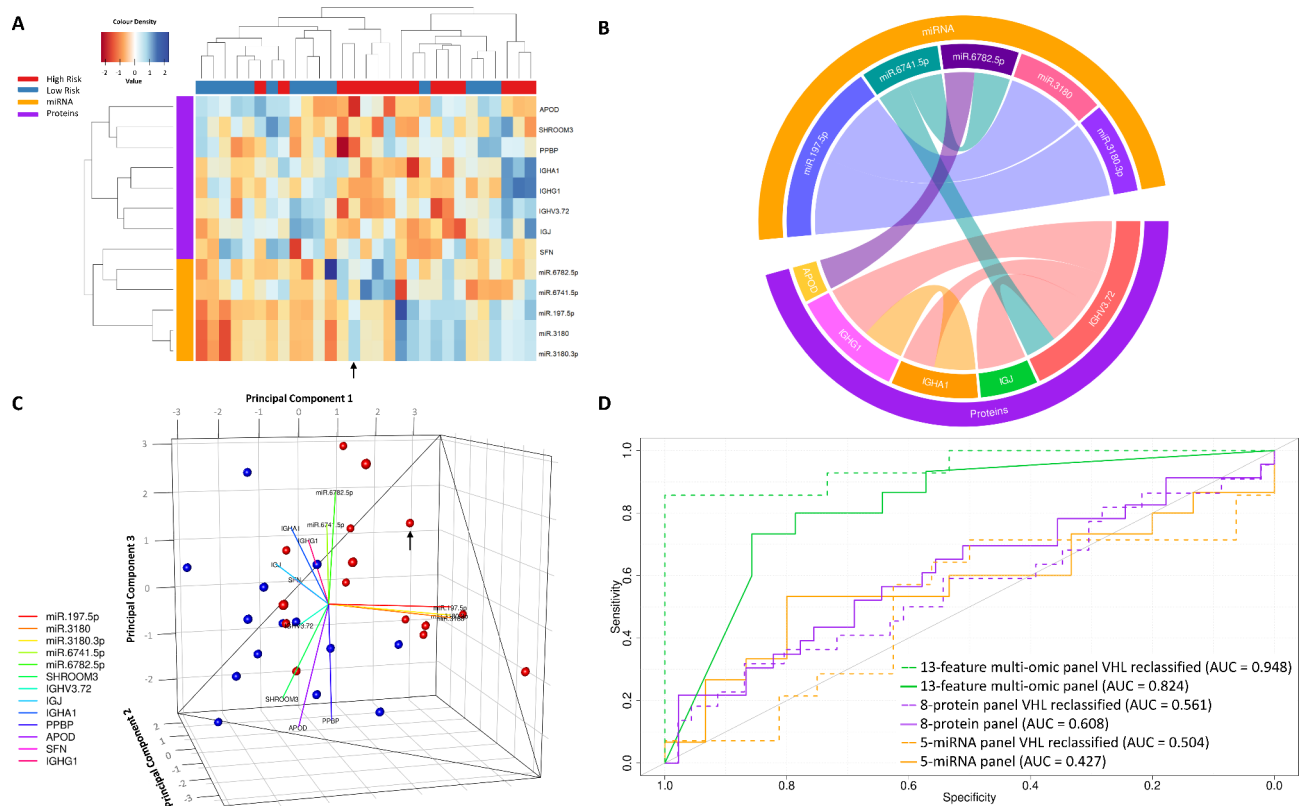 A
Colour Density
-2 -1 0 1 2
Value
High Risk
Low Risk
miRNA
Proteins
APOD
SHROOM3
PPBP
IGHA1
IGHG1
IGHV3.72
IGJ
SFN
miR.6782.5p
miR.6741.5p
miR.197.5p
miR.3180
miR.3180.3p
B
miRNA
miR.6741.5p
miR.6782.5p
miR.197.5p
miR.3180
miR.3180.3p
APOD
IGHG1
IGHA1
IGJ
IGHV3.72
Proteins
C
Principal Component 1
-3 -2 -1 0 1 2 3
Principal Component 3
3
2
1
0
-1
-2
Principal Component 2
2
1
0
-1
-2
-3
miR.6782.5p
miR.6741.5p
IGHA1
IGHG1
IGJ
SFN
miR.197.5p
SHROOM3
APOD
PPBP
miR.197.5p
miR.3180
miR.3180.3p
miR.6741.5p
miR.6782.5p
SHROOM3
IGHV3.72
IGJ
IGHA1
PPBP
APOD
SFN
IGHG1
D
Sensitivity
1.0
0.8
0.6
0.4
0.2
0.0
13-feature multi-omic panel VHL reclassified (AUC = 0.948)
13-feature multi-omic panel (AUC = 0.824)
8-protein panel VHL reclassified (AUC = 0.561)
8-protein panel (AUC = 0.608)
5-miRNA panel VHL reclassified (AUC = 0.504)
5-miRNA panel (AUC = 0.427)
1.0 0.8 0.6 0.4 0.2 0.0
Specificity